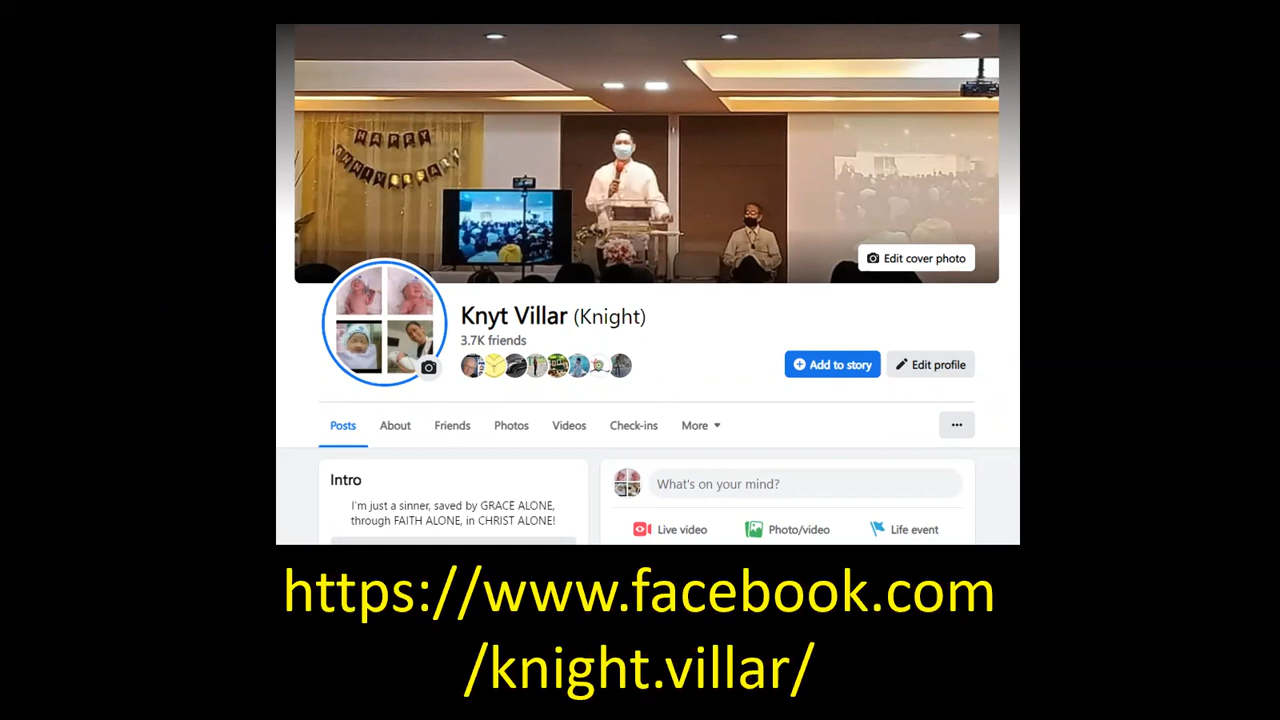 HAPPY
ANNIVERSARY
Edit cover photo
Knyt Villar (Knight)
3.7K friends
Add to story
Edit profile
Posts
About
Friends
Photos
Videos
Check-ins
More
Intro
I'm just a sinner, saved by GRACE ALONE,
through FAITH ALONE, in CHRIST ALONE!
What's on your mind?
Live video
Photo/video
Life event
https://www.facebook.com
/knight.villar/